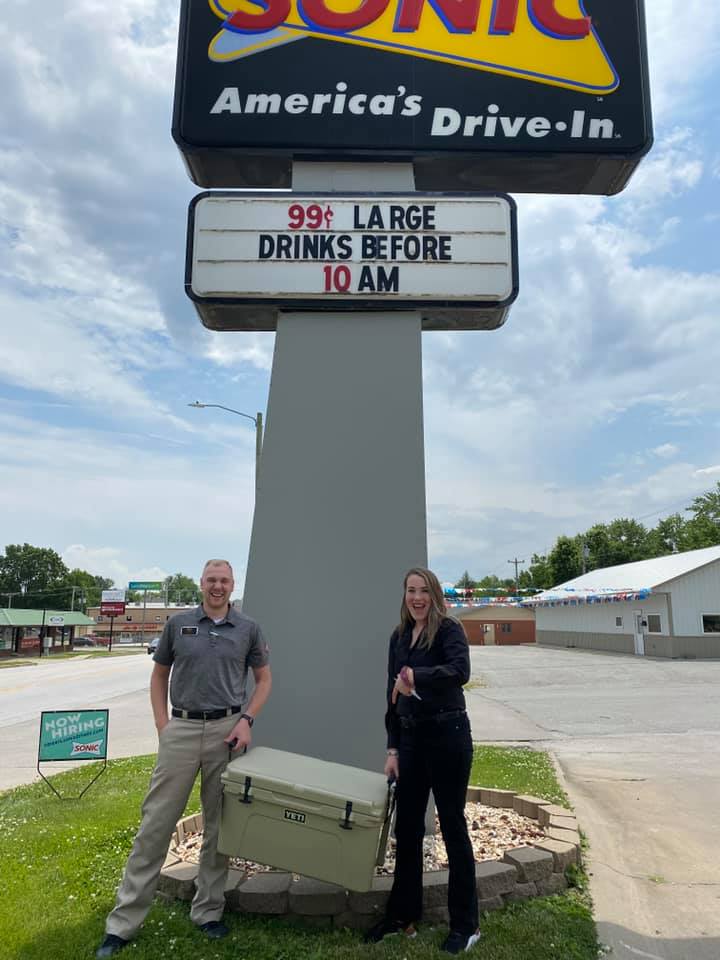 SONIC
America's Drive-In
99¢ LARGE
DRINKS BEFORE
10 AM
NOW
HIRING
SONIC
YETI